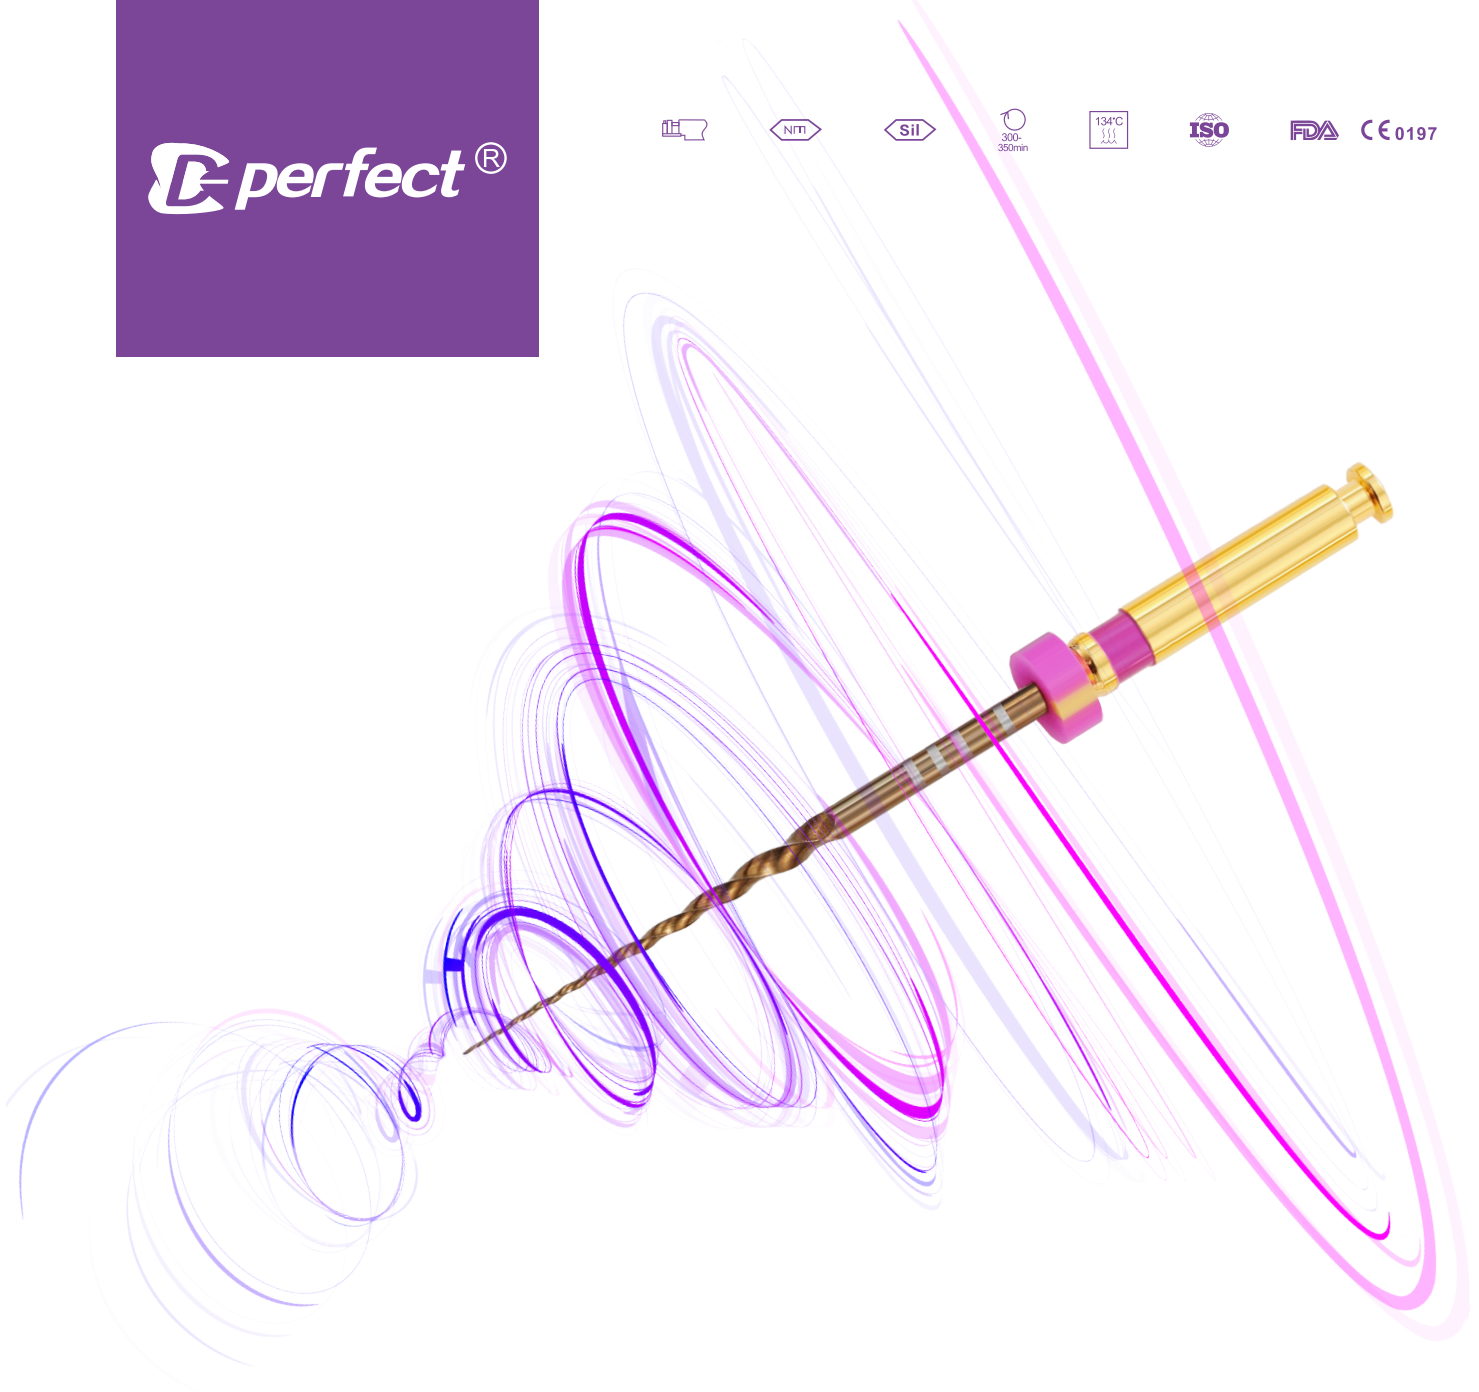 perfect®
NiTi
Sil
300-
350min
134°C
ISO
FDA
CE 0197